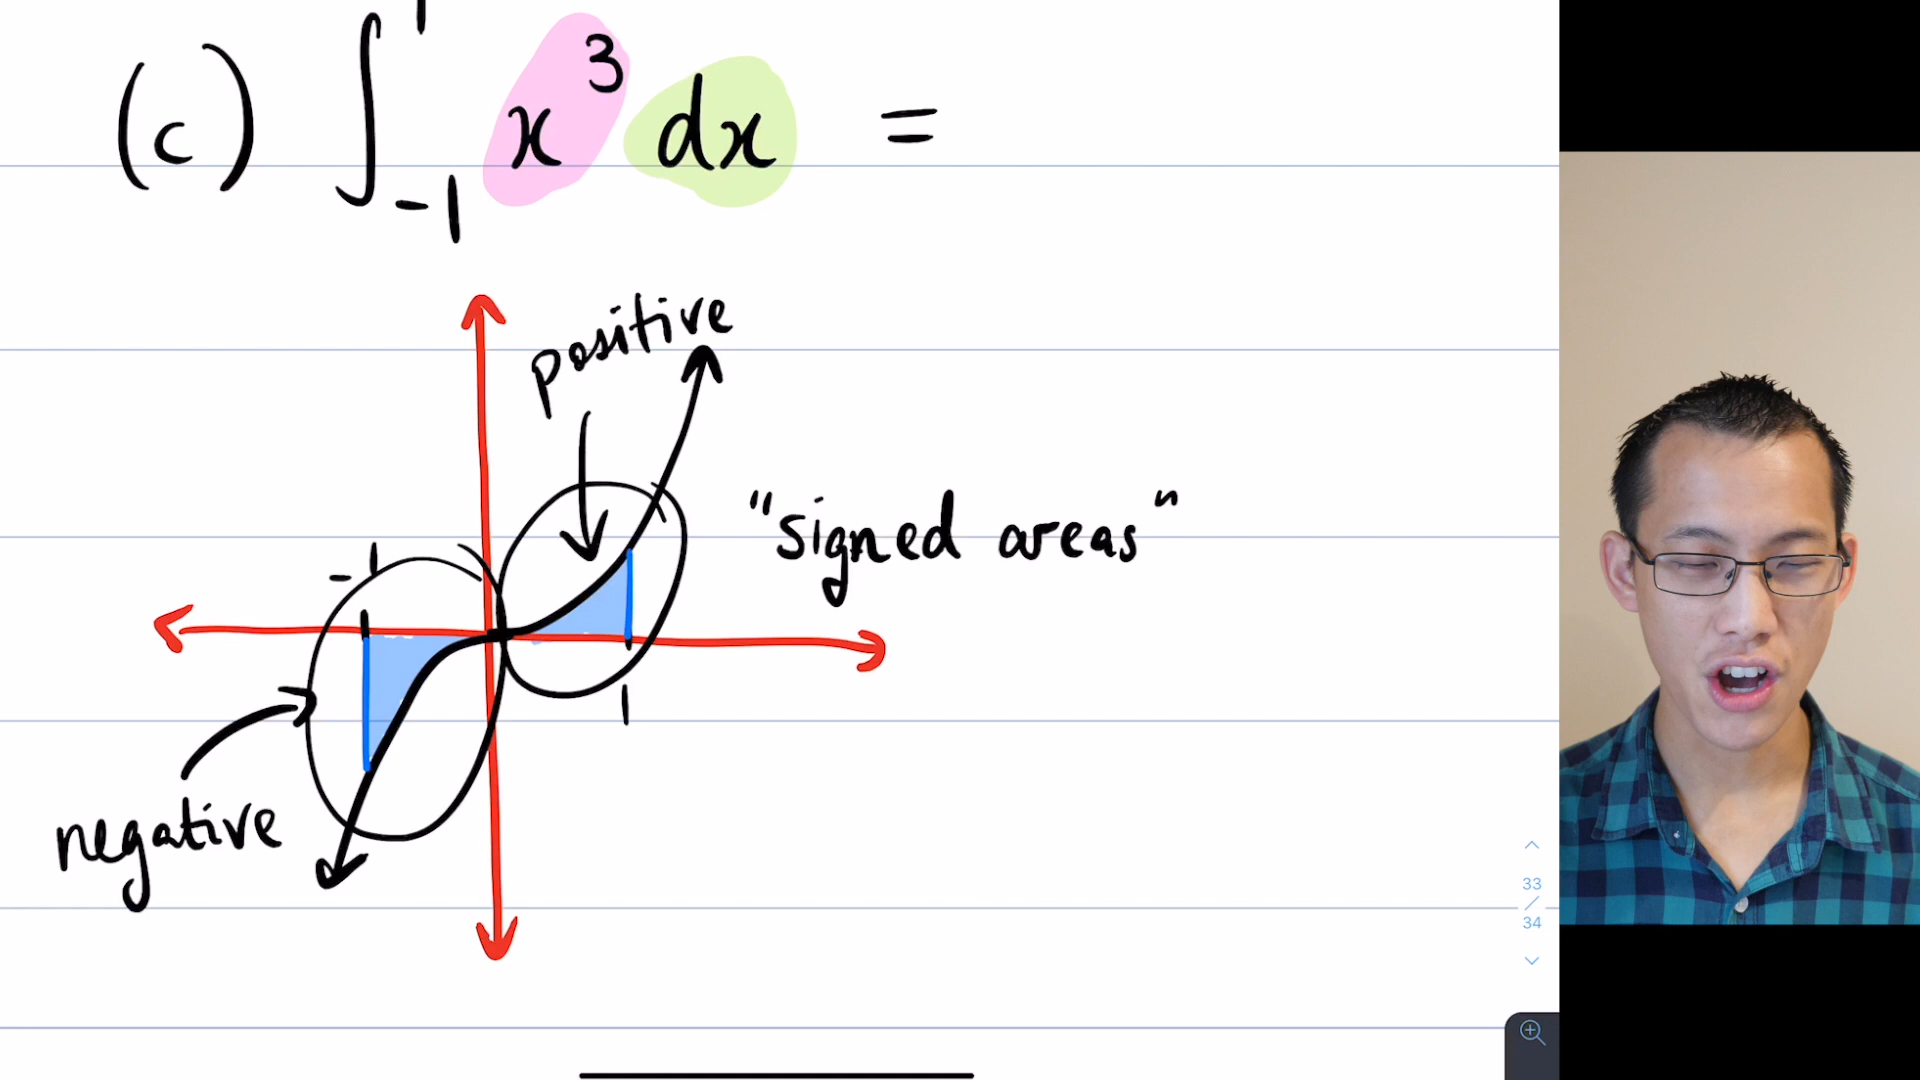 (c) ∫₋₁¹ x³ dx =
positive
"signed areas"
-1
1
negative
33
/
34